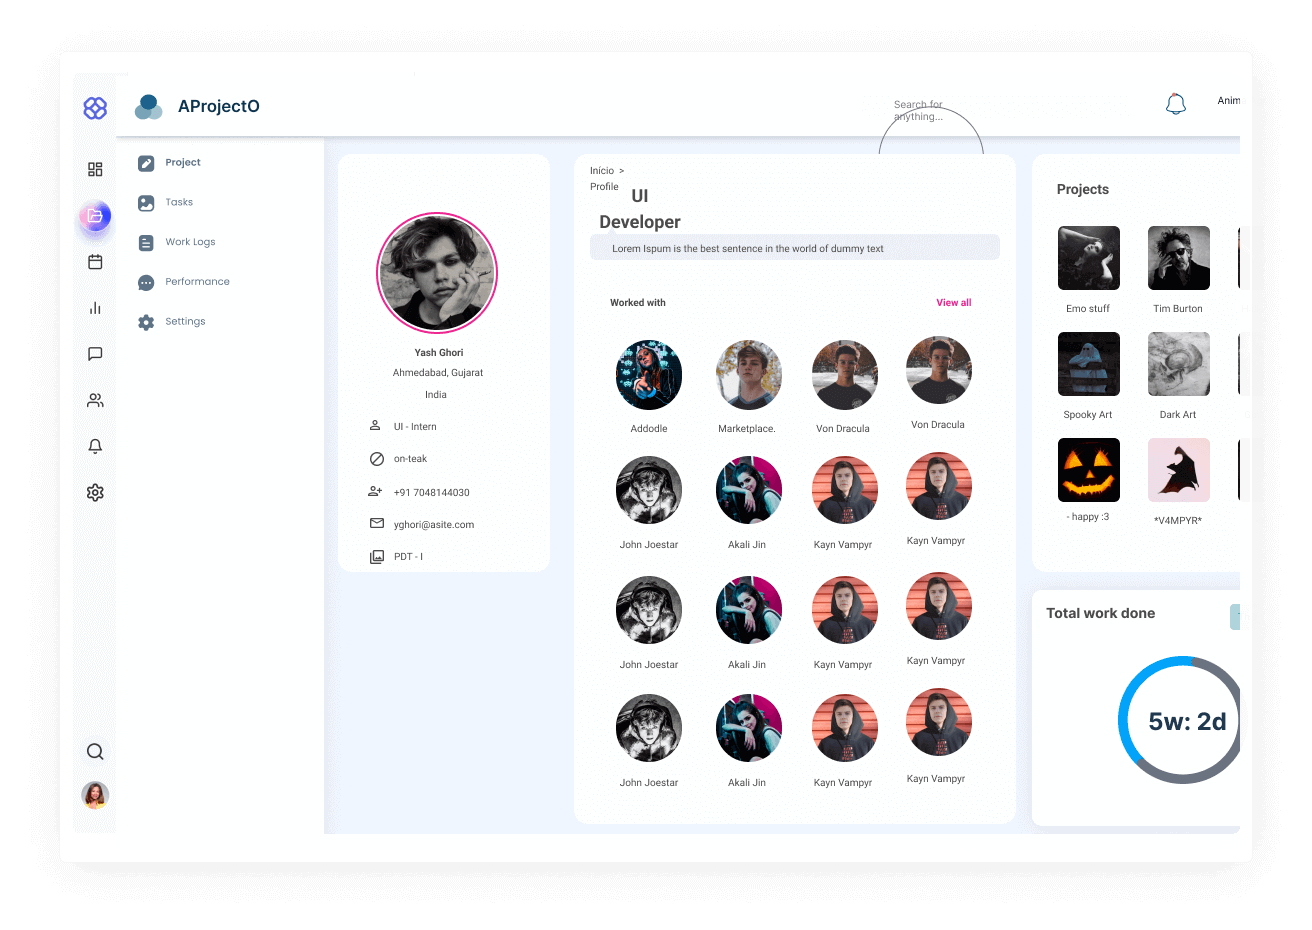 AProjectO
Search for
anything...
Anim
Project
Tasks
Work Logs
Performance
Settings
Yash Ghori
Ahmedabad, Gujarat
India
UI - Intern
on-teak
+91 7048144030
yghori@asite.com
PDT - I
Início >
Profile
UI
Developer
Lorem Ispum is the best sentence in the world of dummy text
Worked with
View all
Addodle
Marketplace.
Von Dracula
Von Dracula
John Joestar
Akali Jin
Kayn Vampyr
Kayn Vampyr
John Joestar
Akali Jin
Kayn Vampyr
Kayn Vampyr
John Joestar
Akali Jin
Kayn Vampyr
Kayn Vampyr
Projects
Emo stuff
Tim Burton
Spooky Art
Dark Art
- happy :3
*V4MPYR*
Total work done
5w: 2d